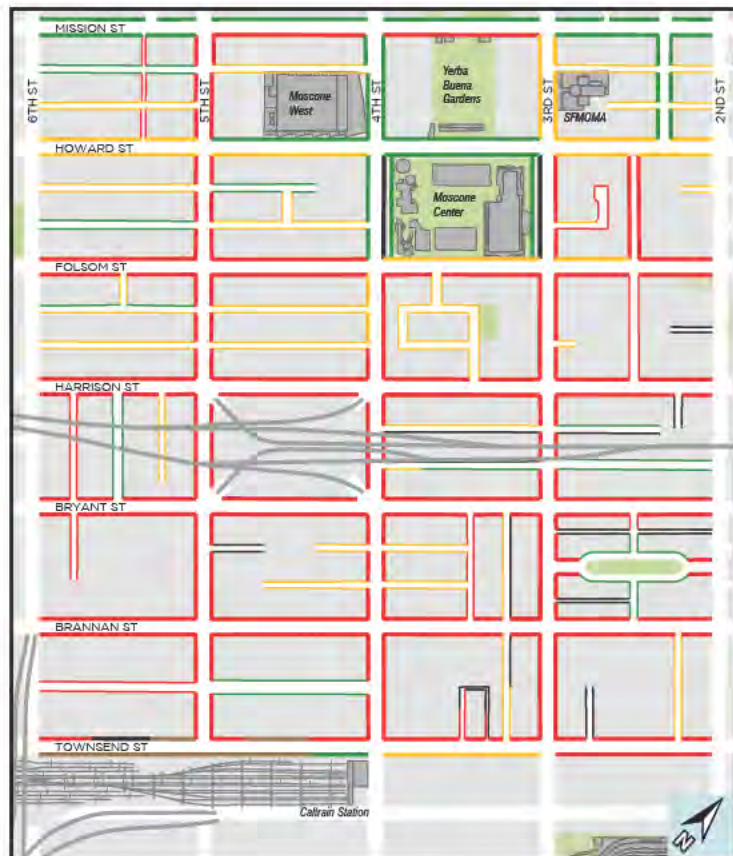 MISSION ST
6TH ST
5TH ST
Moscone
West
4TH ST
Yerba
Buena
Gardens
3RD ST
SFMOMA
2ND ST
HOWARD ST
Moscone
Center
FOLSOM ST
HARRISON ST
BRYANT ST
BRANNAN ST
TOWNSEND ST
Caltrain Station
N